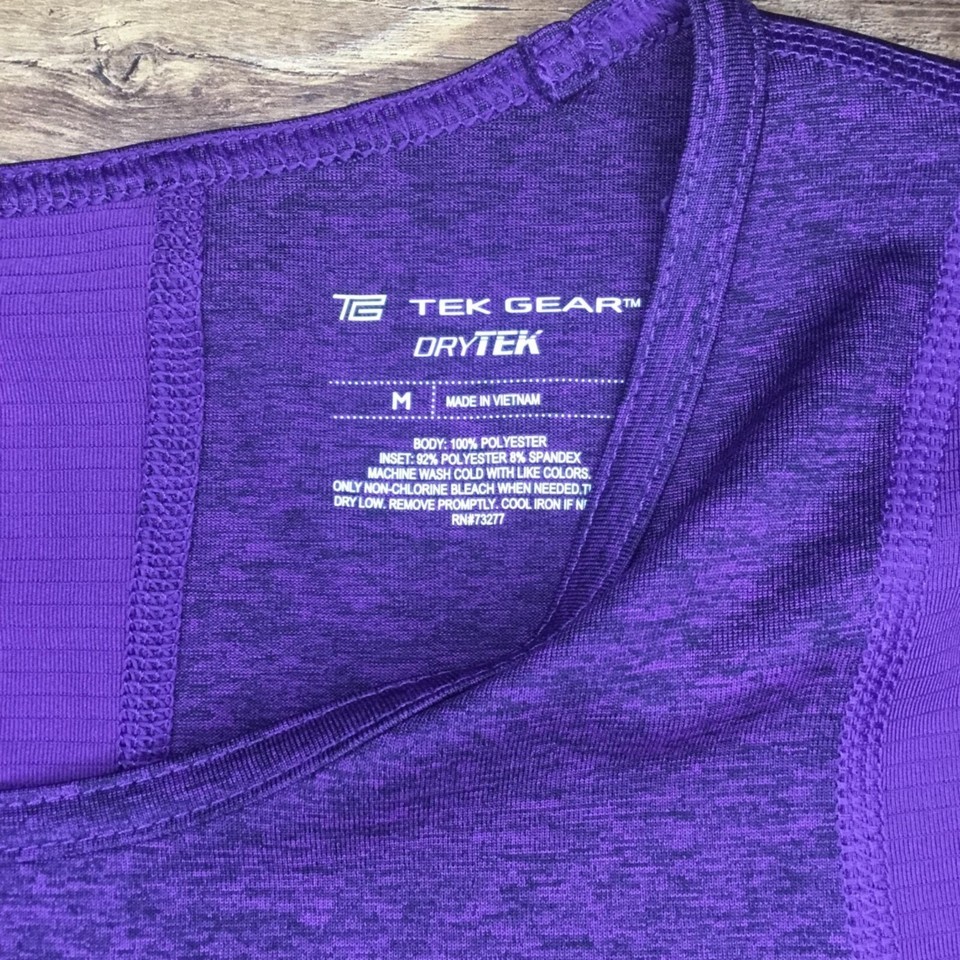 TG TEK GEAR™
DRYTEK
M MADE IN VIETNAM
BODY: 100% POLYESTER
INSET: 92% POLYESTER 8% SPANDEX
MACHINE WASH COLD WITH LIKE COLORS.
ONLY NON-CHLORINE BLEACH WHEN NEEDED.
DRY LOW. REMOVE PROMPTLY. COOL IRON IF
RN#73277